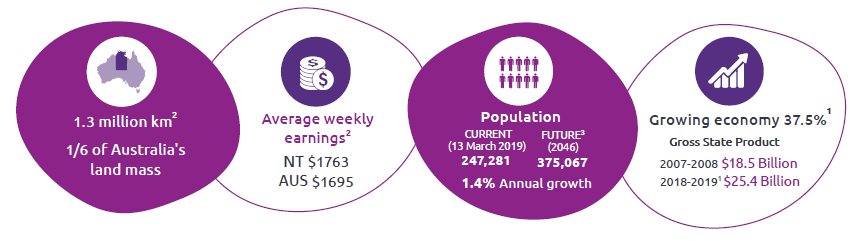 1.3 million km²
1/6 of Australia's
land mass
$
$
Average weekly
earnings²
NT $1763
AUS $1695
Population
CURRENT
(13 March 2019)
247,281
FUTURE³
(2046)
375,067
1.4% Annual growth
Growing economy 37.5%¹
Gross State Product
2007-2008 $18.5 Billion
2018-2019¹ $25.4 Billion